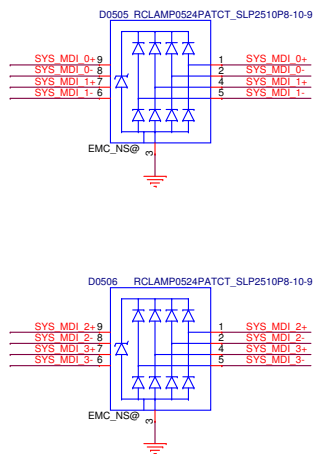 D0505 RCLAMP0524PATCT_SLP2510P8-10-9
SYS_MDI_0+ 9 1 SYS_MDI_0+
SYS_MDI_0- 8 2 SYS_MDI_0-
SYS_MDI_1+ 7 4 SYS_MDI_1+
SYS_MDI_1- 6 5 SYS_MDI_1-
EMC_NS@ 3
D0506 RCLAMP0524PATCT_SLP2510P8-10-9
SYS_MDI_2+ 9 1 SYS_MDI_2+
SYS_MDI_2- 8 2 SYS_MDI_2-
SYS_MDI_3+ 7 4 SYS_MDI_3+
SYS_MDI_3- 6 5 SYS_MDI_3-
EMC_NS@ 3